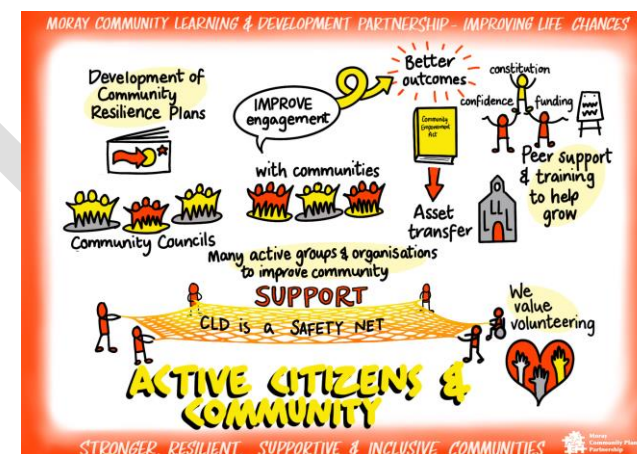 MORAY COMMUNITY LEARNING & DEVELOPMENT PARTNERSHIP - IMPROVING LIFE CHANCES
Development of
Community
Resilience Plans
IMPROVE
engagement
Better
outcomes
constitution
confidence
funding
Community
Empowerment
Act
Peer support
& training
to help
grow
with communities
Community Councils
Asset
transfer
Many active groups & organisations
to improve community
SUPPORT
CLD is a SAFETY NET
We
value
volunteering
ACTIVE CITIZENS &
COMMUNITY
STRONGER, RESILIENT, SUPPORTIVE & INCLUSIVE COMMUNITIES
Moray
Community Plan
Partnership